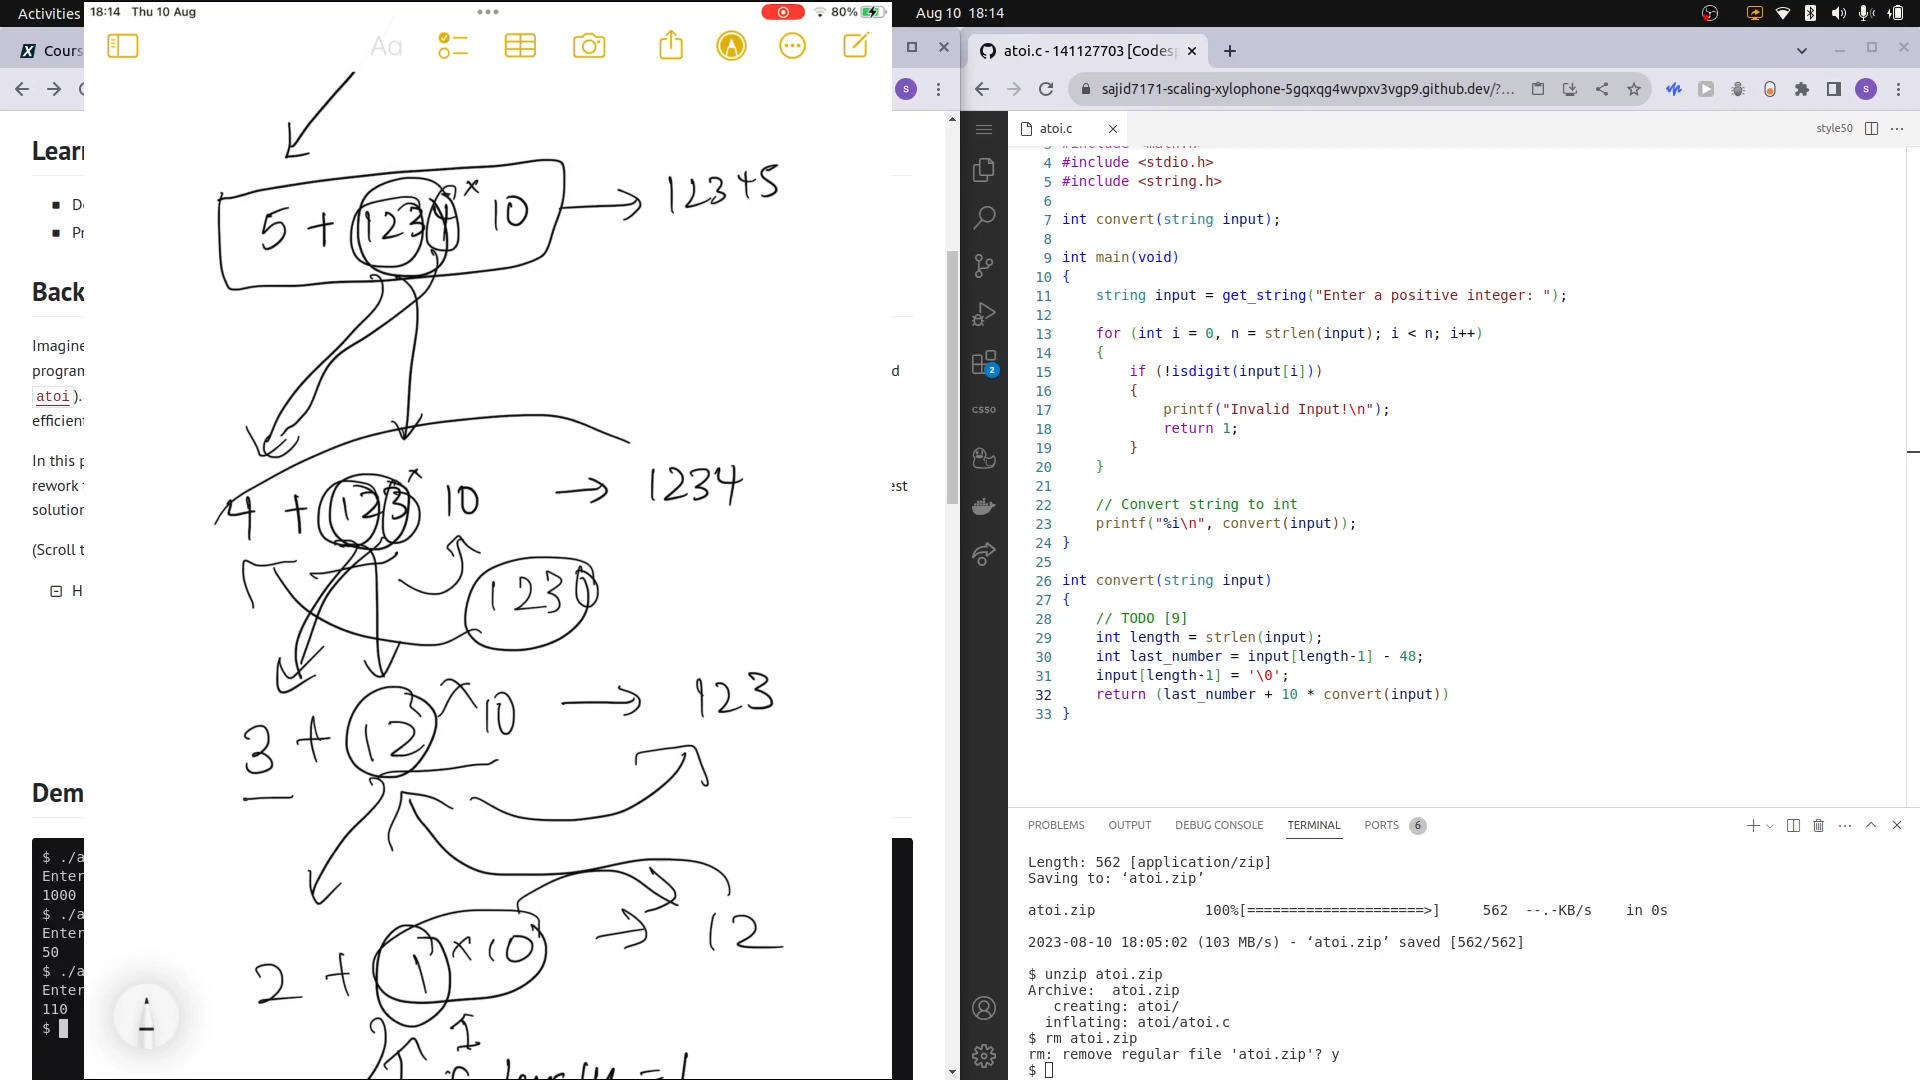 Activities
18:14 Thu 10 Aug
80%
Aug 10 18:14
Aa
Cours
atoi.c - 141127703 [Codesp
sajid7171-scaling-xylophone-5gqxqg4wvpxv3vgp9.github.dev/?...
S
S
atoi.c
style50
Lear
D
Pr
Back
Imagine
program
d
atoi ).
efficien
In this p
rework
est
solution
(Scroll t
H
Dem
$ ./a
Enter
1000
$ ./a
Enter
50
$ ./a
Enter
110
$
5 + 1234 × 10 → 12345
4 + 123 × 10 → 1234
1230
3 + 12 × 10 → 123
2 + 1 × 10 → 12
2
cs50
4 #include <stdio.h>
5 #include <string.h>
6
7 int convert(string input);
8
9 int main(void)
10 {
11 string input = get_string("Enter a positive integer: ");
12
13 for (int i = 0, n = strlen(input); i < n; i++)
14 {
15 if (!isdigit(input[i]))
16 {
17 printf("Invalid Input!\n");
18 return 1;
19 }
20 }
21
22 // Convert string to int
23 printf("%i\n", convert(input));
24 }
25
26 int convert(string input)
27 {
28 // TODO [9]
29 int length = strlen(input);
30 int last_number = input[length-1] - 48;
31 input[length-1] = '\0';
32 return (last_number + 10 * convert(input))
33 }
PROBLEMS OUTPUT DEBUG CONSOLE TERMINAL PORTS 6
Length: 562 [application/zip]
Saving to: ‘atoi.zip’
atoi.zip 100%[=====================>] 562 --.-KB/s in 0s
2023-08-10 18:05:02 (103 MB/s) - ‘atoi.zip’ saved [562/562]
$ unzip atoi.zip
Archive: atoi.zip
creating: atoi/
inflating: atoi/atoi.c
$ rm atoi.zip
rm: remove regular file 'atoi.zip'? y
$